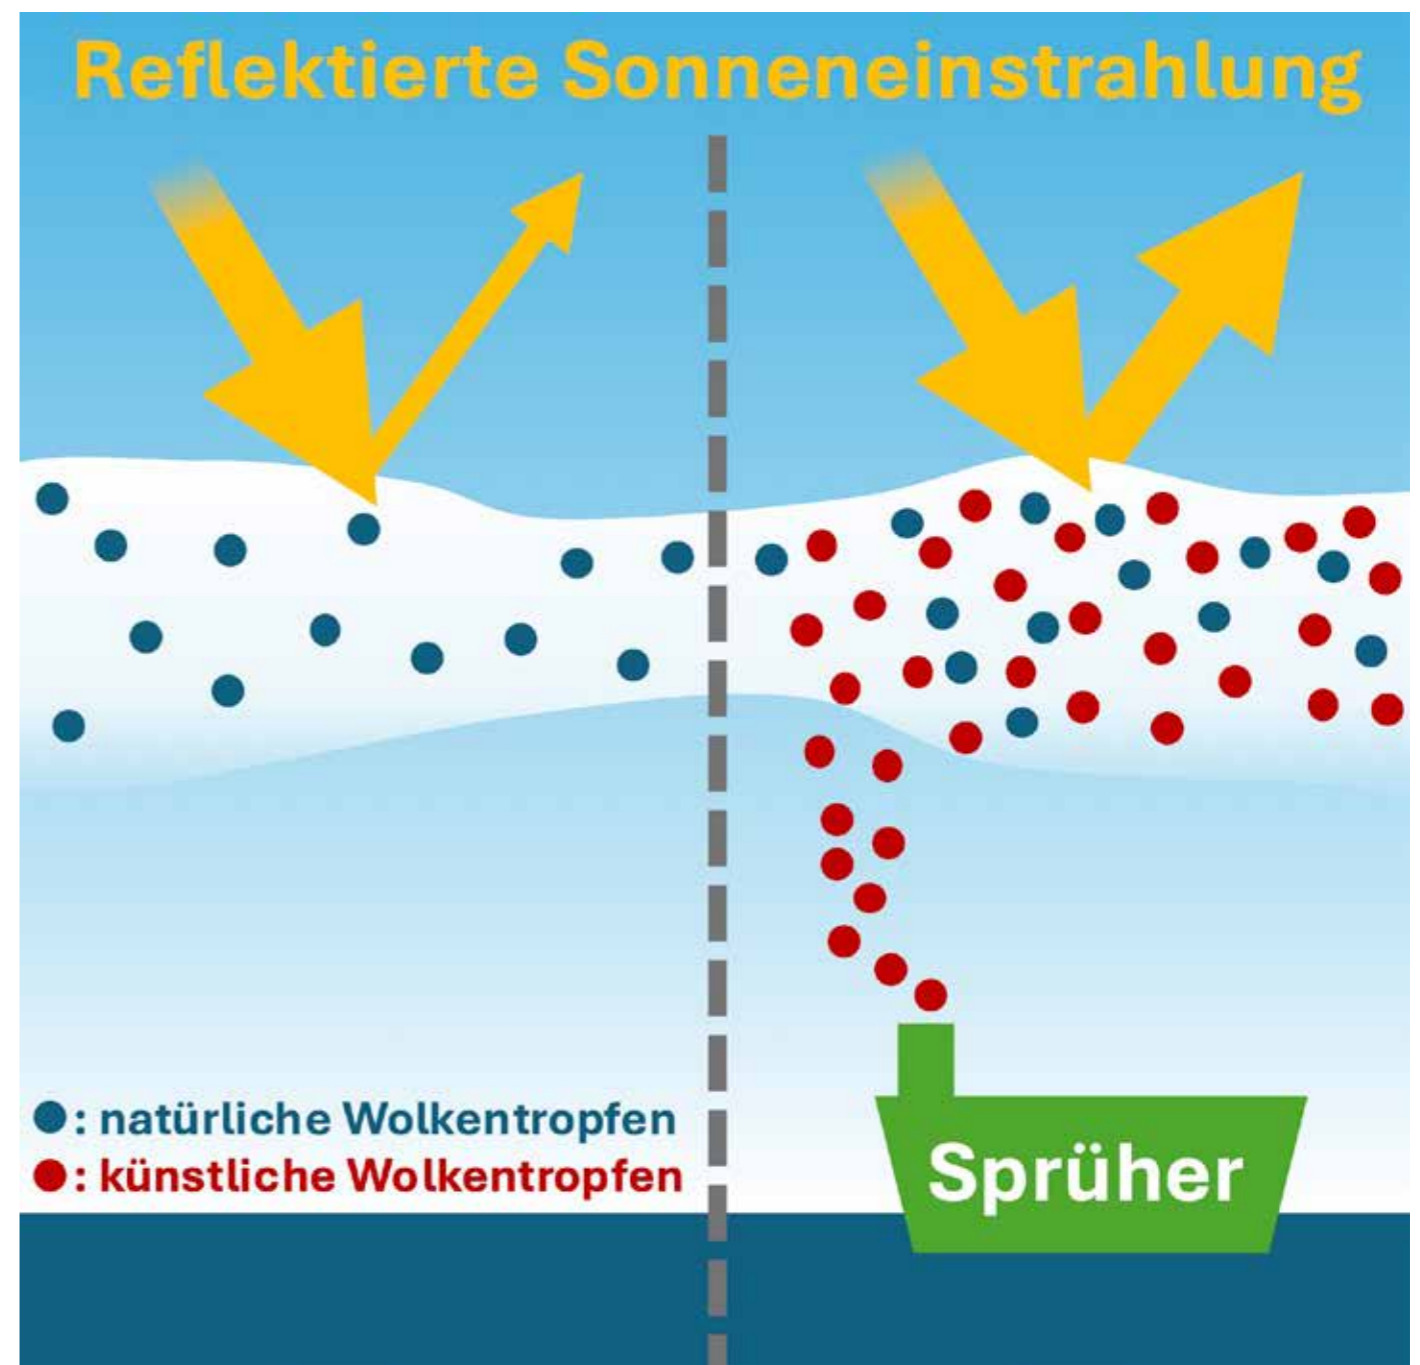 Reflektierte Sonneneinstrahlung
: natürliche Wolkentropfen
: künstliche Wolkentropfen
Sprüher